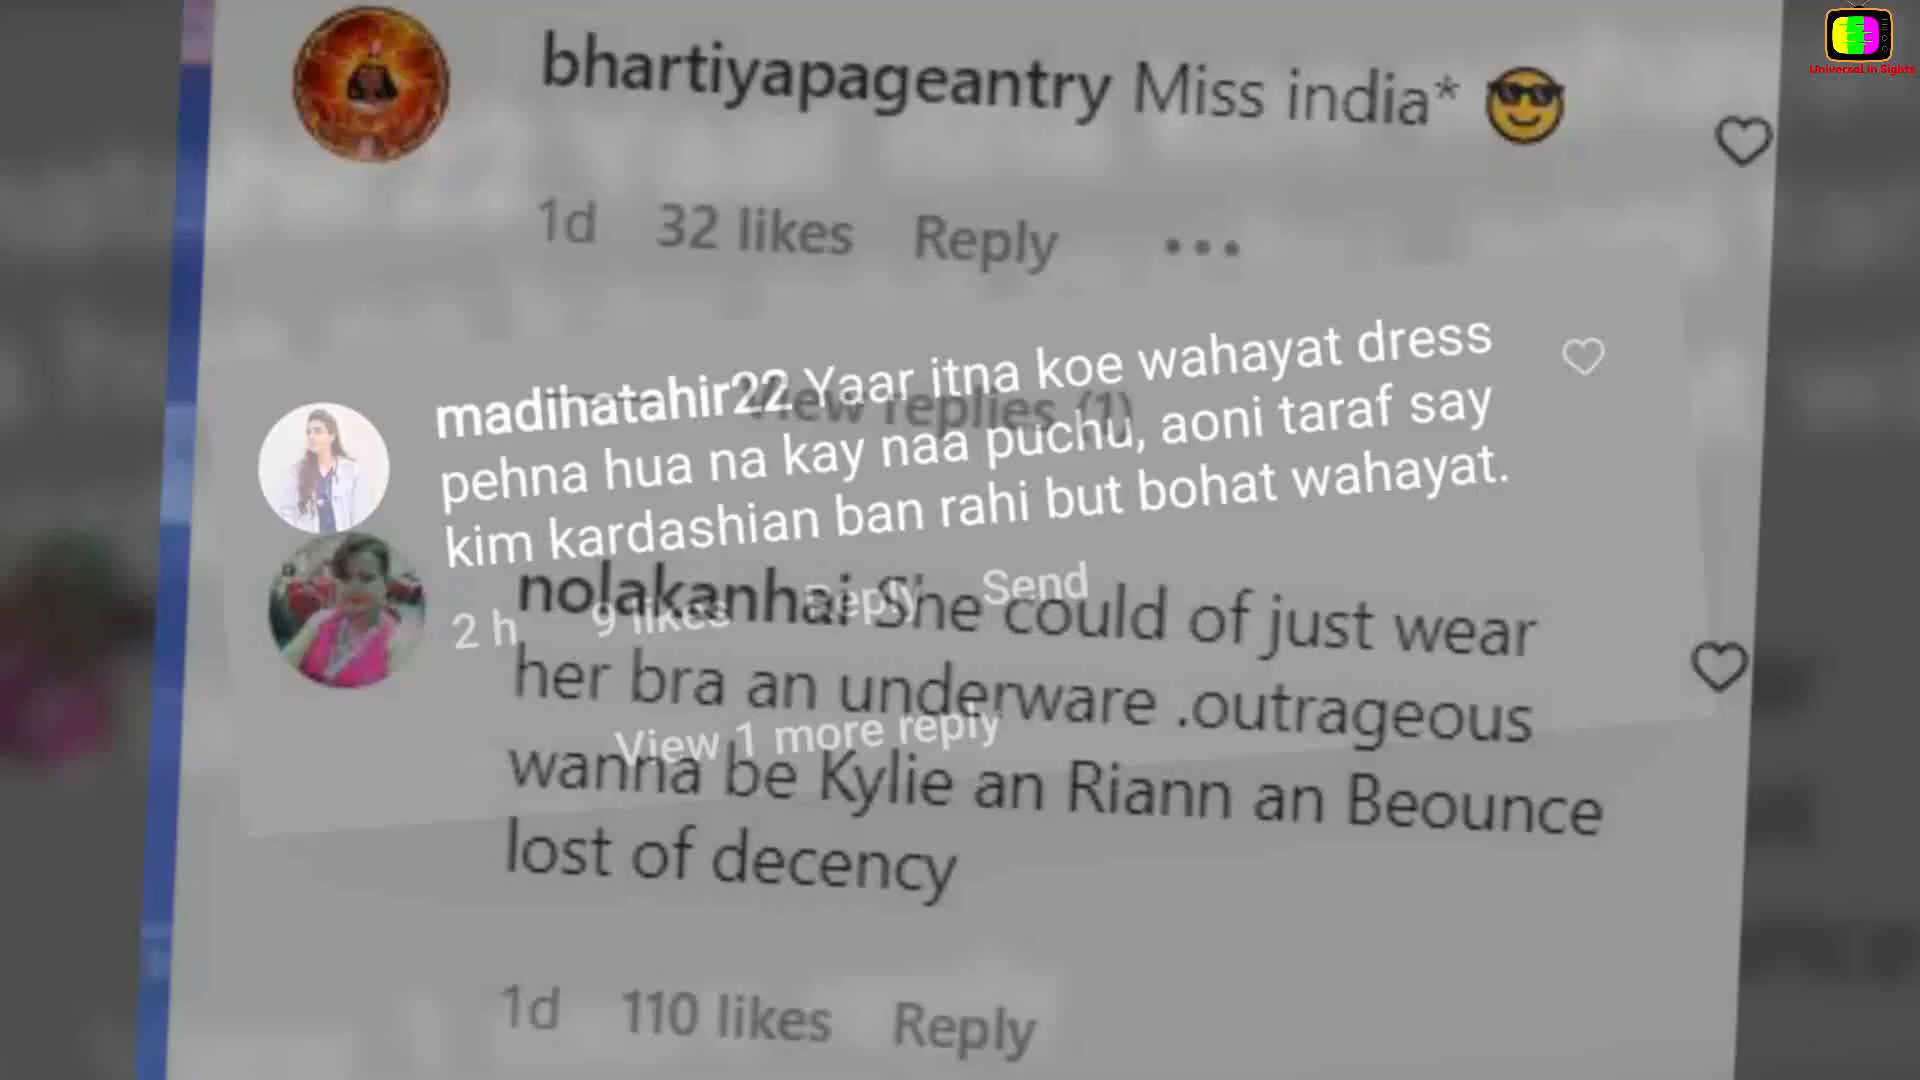 Universal in Sights
bhartiyapageantry Miss india*
1d 32 likes Reply
View replies (1)
madihatahir22 Yaar itna koe wahayat dress
pehna hua na kay naa puchu, aoni taraf say
kim kardashian ban rahi but bohat wahayat.
2 h 9 likes Reply Send
View 1 more reply
nolakanhai She could of just wear
her bra an underware .outrageous
wanna be Kylie an Riann an Beounce
lost of decency
1d 110 likes Reply